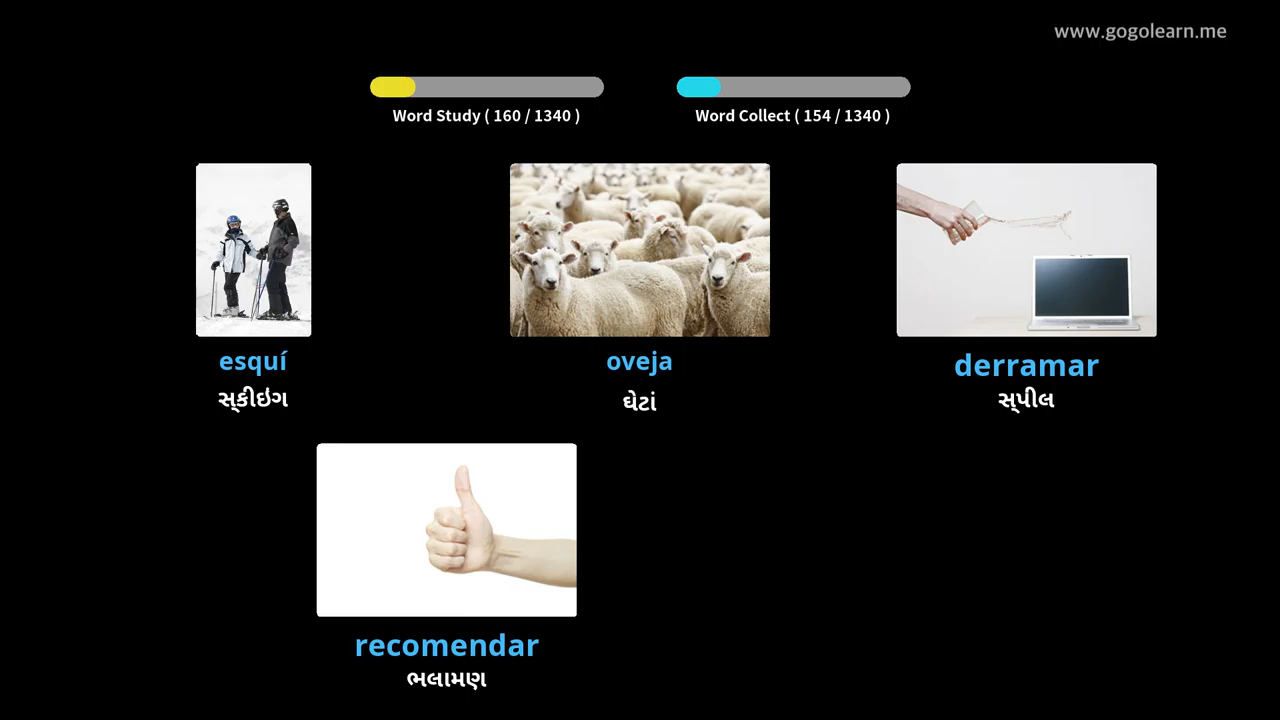 www.gogolearn.me
Word Study ( 160 / 1340 )
Word Collect ( 154 / 1340 )
esquí
oveja
derramar
સ્કીઇંગ
ઘેટાં
સ્પીલ
recomendar
ભલામણ